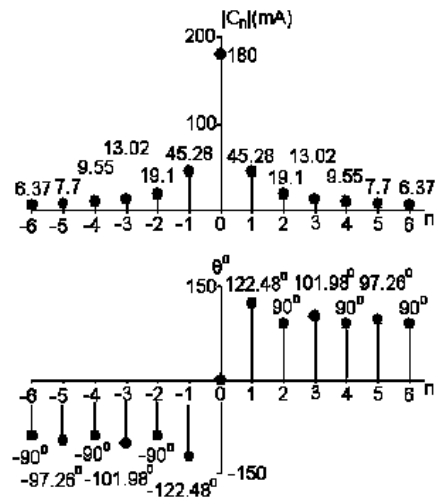 |Cn|(mA)
200
180
100
13.02 45.28 45.28 13.02
9.55 19.1 19.1 9.55
6.37 7.7 7.7 6.37
-6 -5 -4 -3 -2 -1 0 1 2 3 4 5 6 n
θ°
150 122.48° 101.98° 97.26°
90° 90° 90°
-6 -5 -4 -3 -2 -1 0 1 2 3 4 5 6 n
-90° -90° -90°
-97.26° -101.98° -122.48° -150